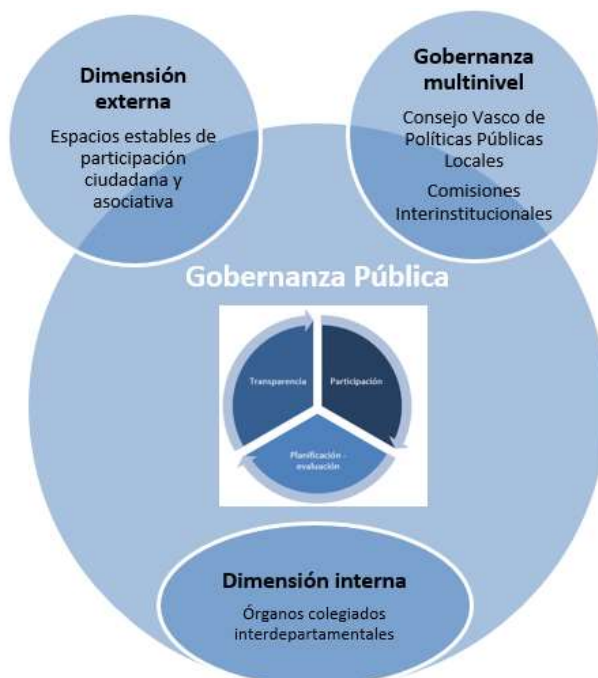 Dimensión
externa
Espacios estables de
participación
ciudadana y
asociativa
Gobernanza
multinivel
Consejo Vasco de
Políticas Públicas
Locales
Comisiones
Interinstitucionales
Gobernanza Pública
Transparencia
Participación
Planificación -
evaluación
Dimensión interna
Órganos colegiados
interdepartamentales